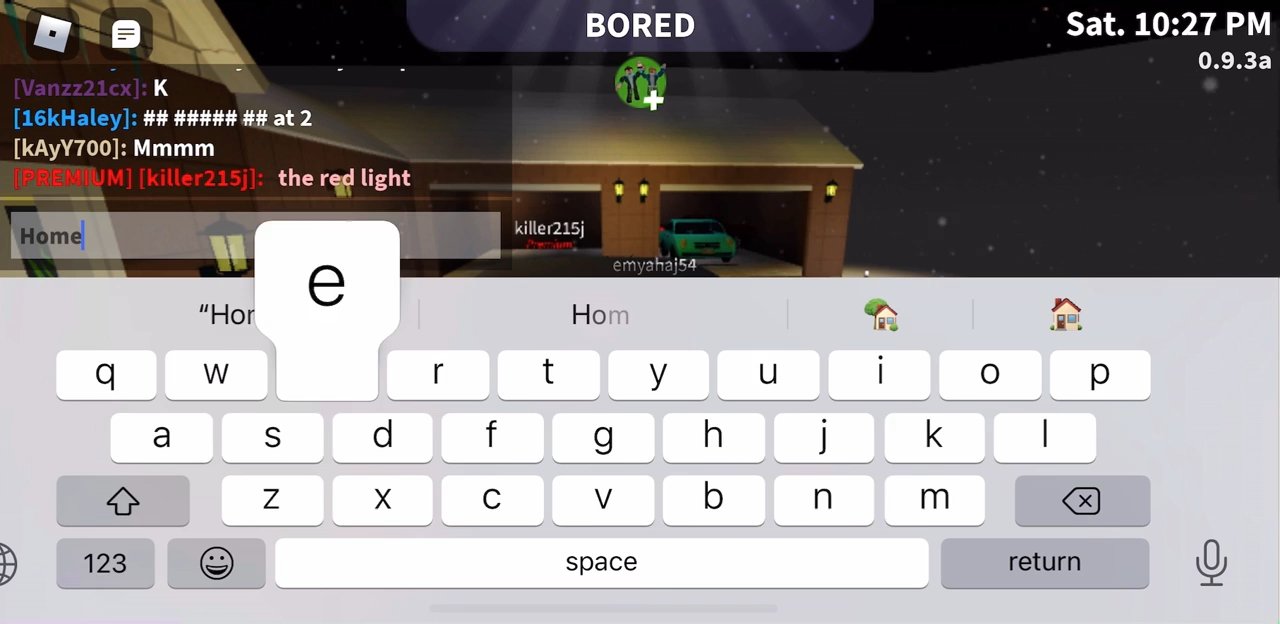 BORED
Sat. 10:27 PM
0.9.3a
[Vanzz21cx]: K
[16kHaley]: ## ##### ## at 2
[kAyY700]: Mmmm
[PREMIUM] [killer215j]: the red light
Home
killer215j
Premium
emyahaj54
e
“Hor
Hom
q w r t y u i o p
a s d f g h j k l
z x c v b n m
123 space return